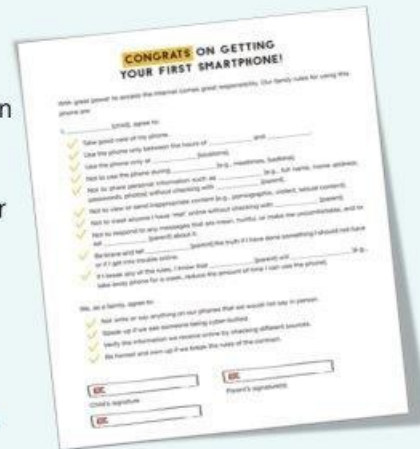 n
r
CONGRATS ON GETTING
YOUR FIRST SMARTPHONE!
With great power to access the internet comes great responsibility. Our family rules for using this
phone are:
I, (child), agree to:
Take good care of my phone.
Use the phone only between the hours of and
Use the phone only at (locations).
Not to use the phone during (e.g., mealtimes, bedtime).
Not to share personal information such as (e.g., full name, home address,
passwords, photos) without checking with (parent).
Not to view or send inappropriate content (e.g., pornographic, violent, sexual content).
Not to meet anyone I have 'met' online without checking with (parent).
Not to respond to any messages that are mean, hurtful, or make me uncomfortable, and to
tell (parent) about it.
Be brave and tell (parent) the truth if I have done something I should not have
or if I get into trouble online.
If I break any of the rules, I know that (parent) will (e.g.,
take away phone for a week, reduce the amount of time I can use the phone).
We, as a family, agree to:
Not write or say anything on our phones that we would not say in person.
Speak up if we see someone being cyber-bullied.
Verify the information we receive online by checking different sources.
Be honest and own up if we break the rules of the contract.
Child's signature
Parent's signature(s)